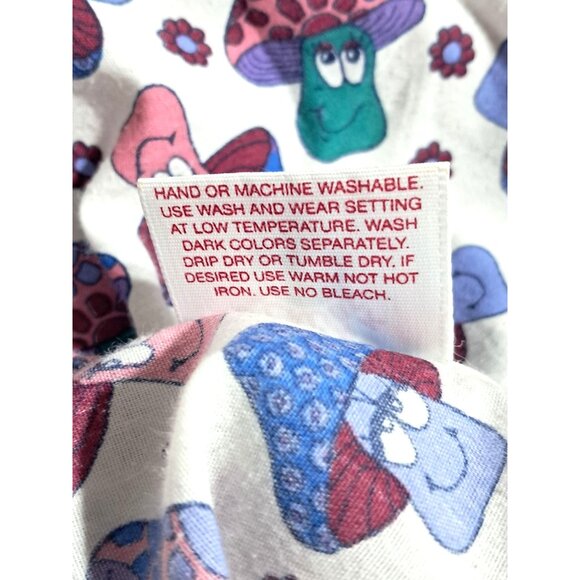 HAND OR MACHINE WASHABLE.
USE WASH AND WEAR SETTING
AT LOW TEMPERATURE. WASH
DARK COLORS SEPARATELY.
DRIP DRY OR TUMBLE DRY. IF
DESIRED USE WARM NOT HOT
IRON. USE NO BLEACH.